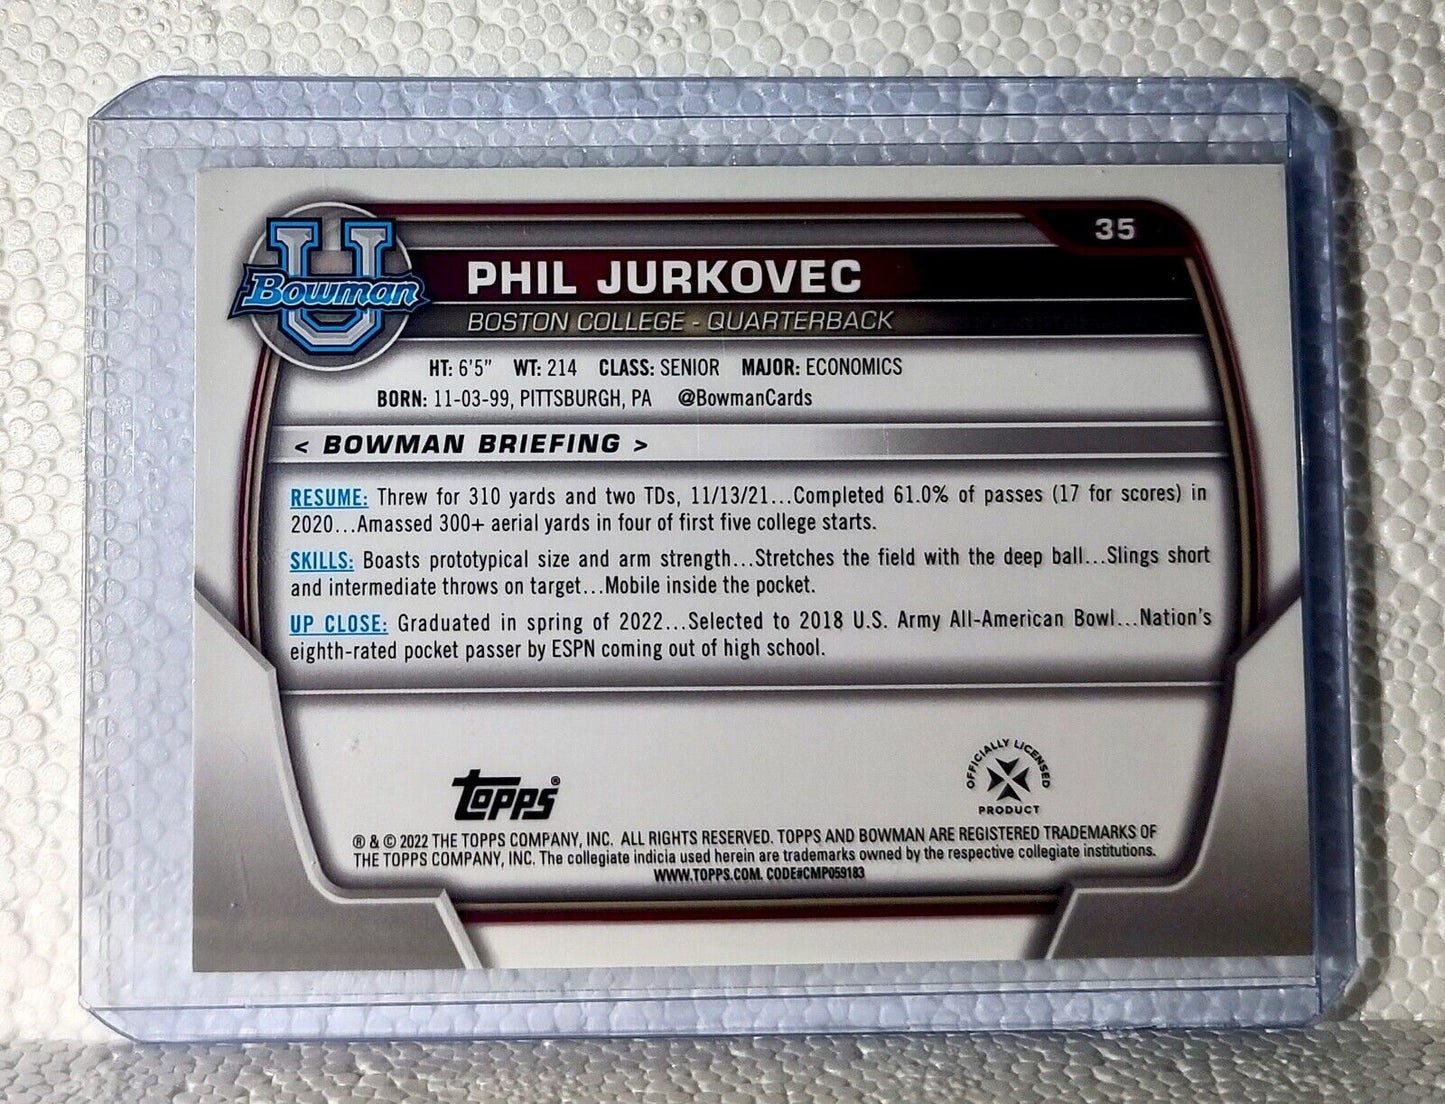 35
U
Bowman
PHIL JURKOVEC
BOSTON COLLEGE - QUARTERBACK
HT: 6'5" WT: 214 CLASS: SENIOR MAJOR: ECONOMICS
BORN: 11-03-99, PITTSBURGH, PA @BowmanCards
< BOWMAN BRIEFING >
RESUME: Threw for 310 yards and two TDs, 11/13/21...Completed 61.0% of passes (17 for scores) in
2020...Amassed 300+ aerial yards in four of first five college starts.
SKILLS: Boasts prototypical size and arm strength...Stretches the field with the deep ball...Slings short
and intermediate throws on target...Mobile inside the pocket.
UP CLOSE: Graduated in spring of 2022...Selected to 2018 U.S. Army All-American Bowl...Nation's
eighth-rated pocket passer by ESPN coming out of high school.
topps®
OFFICIALLY LICENSED
PRODUCT
® & © 2022 THE TOPPS COMPANY, INC. ALL RIGHTS RESERVED. TOPPS AND BOWMAN ARE REGISTERED TRADEMARKS OF
THE TOPPS COMPANY, INC. The collegiate indicia used herein are trademarks owned by the respective collegiate institutions.
WWW.TOPPS.COM. CODE#CMP059183